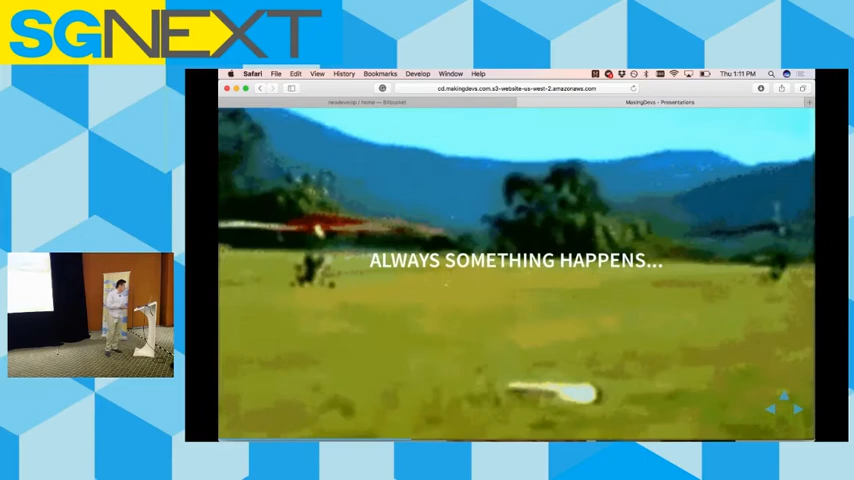 SGNEXT
Safari File Edit View History Bookmarks Develop Window Help
Thu 1:11 PM
cd.makingdevs.com.s3-website-us-west-2.amazonaws.com
MakingDevs - Presentations
ALWAYS SOMETHING HAPPENS...